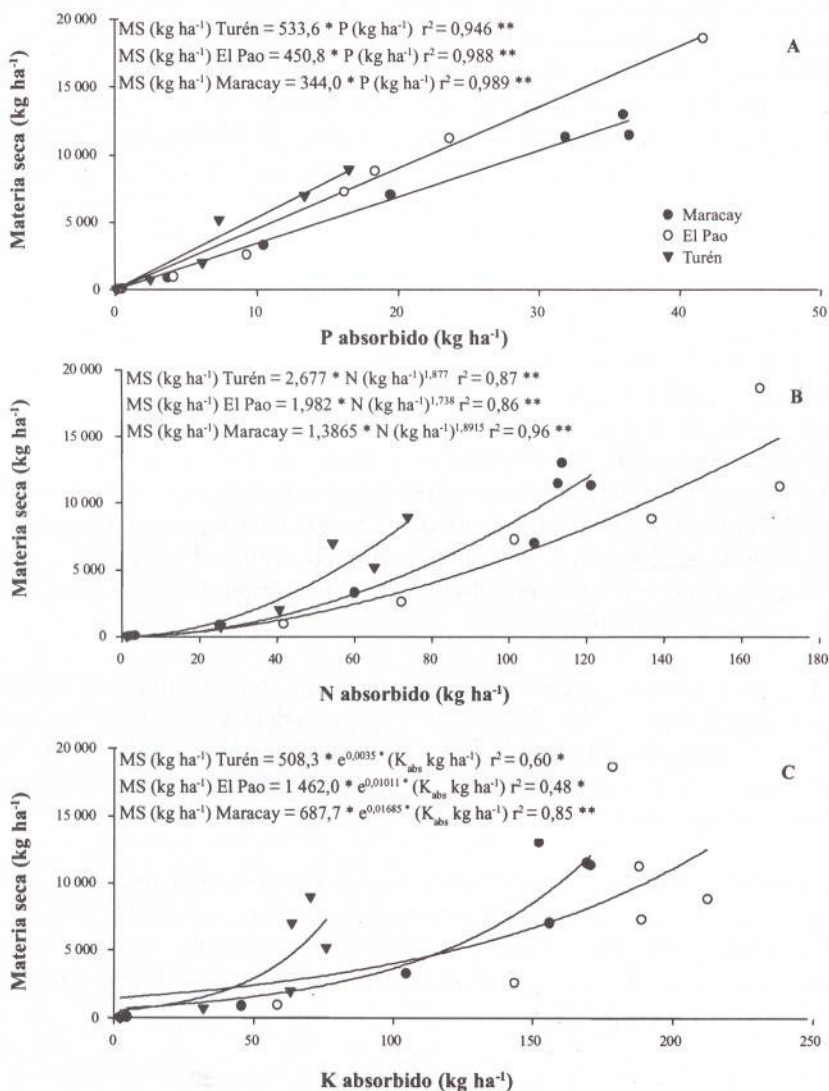 MS (kg ha⁻¹) Turén = 533,6 * P (kg ha⁻¹) r² = 0,946 **
MS (kg ha⁻¹) El Pao = 450,8 * P (kg ha⁻¹) r² = 0,988 **
MS (kg ha⁻¹) Maracay = 344,0 * P (kg ha⁻¹) r² = 0,989 **
A
20 000
15 000
10 000
5 000
0
Materia seca (kg ha⁻¹)
Maracay
El Pao
Turén
0 10 20 30 40 50
P absorbido (kg ha⁻¹)
MS (kg ha⁻¹) Turén = 2,677 * N (kg ha⁻¹)¹,⁸⁷⁷ r² = 0,87 **
MS (kg ha⁻¹) El Pao = 1,982 * N (kg ha⁻¹)¹,⁷³⁸ r² = 0,86 **
MS (kg ha⁻¹) Maracay = 1,3865 * N (kg ha⁻¹)¹,⁸⁹¹⁵ r² = 0,96 **
B
20 000
15 000
10 000
5 000
0
Materia seca (kg ha⁻¹)
0 20 40 60 80 100 120 140 160 180
N absorbido (kg ha⁻¹)
MS (kg ha⁻¹) Turén = 508,3 * e⁰,⁰⁰³⁵ * (K_abs kg ha⁻¹) r² = 0,60 *
MS (kg ha⁻¹) El Pao = 1 462,0 * e⁰,⁰¹⁰¹¹ * (K_abs kg ha⁻¹) r² = 0,48 *
MS (kg ha⁻¹) Maracay = 687,7 * e⁰,⁰¹⁶⁸⁵ * (K_abs kg ha⁻¹) r² = 0,85 **
C
20 000
15 000
10 000
5 000
0
Materia seca (kg ha⁻¹)
0 50 100 150 200 250
K absorbido (kg ha⁻¹)